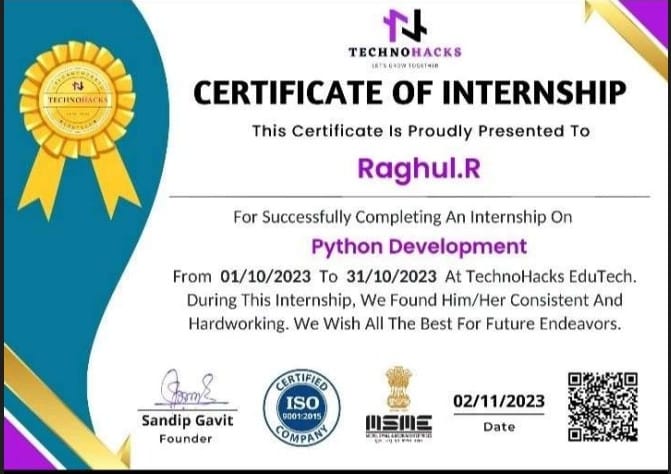 TECHNOHACKS
LET'S GROW TOGETHER
CERTIFICATE OF INTERNSHIP
This Certificate Is Proudly Presented To
Raghul.R
For Successfully Completing An Internship On
Python Development
From 01/10/2023 To 31/10/2023 At TechnoHacks EduTech.
During This Internship, We Found Him/Her Consistent And
Hardworking. We Wish All The Best For Future Endeavors.
TECHNOHACKS
Sandip Gavit
Founder
CERTIFIED
ISO
9001:2015
COMPANY
MSME
02/11/2023
Date